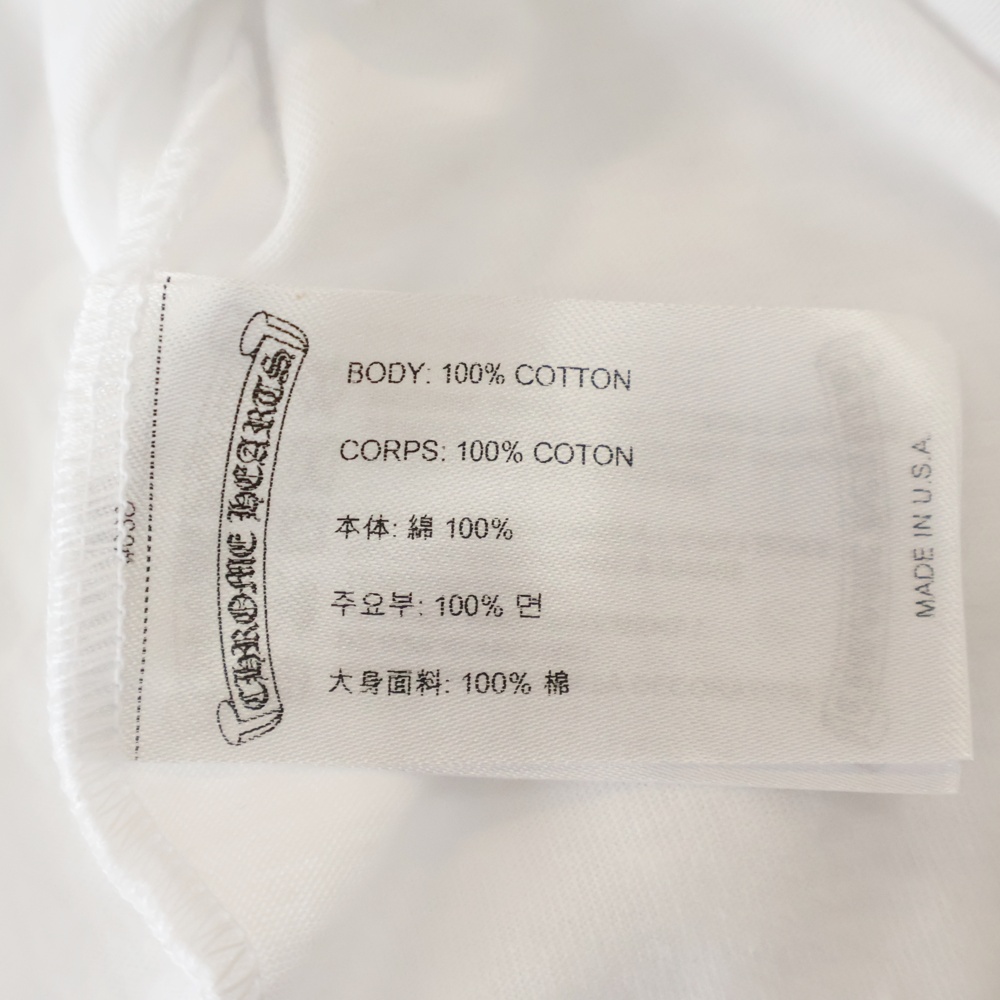 CHROME HEARTS
BODY: 100% COTTON
CORPS: 100% COTON
本体: 綿 100%
주요부: 100% 면
大身面料: 100% 棉
MADE IN U.S.A.